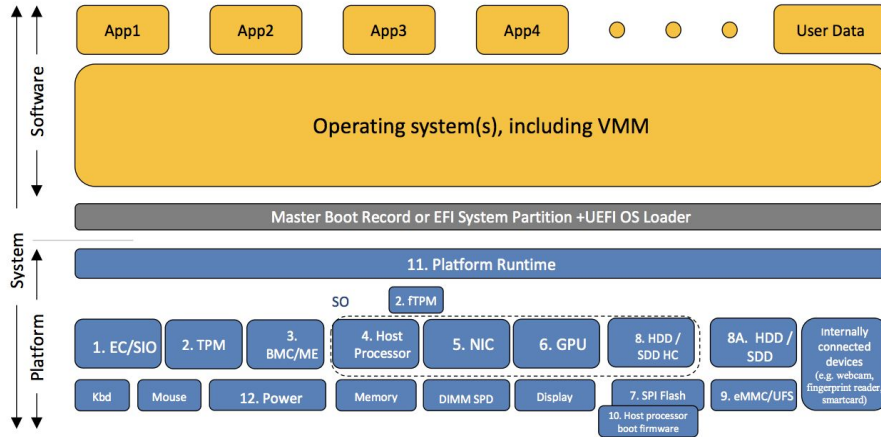 App1
App2
App3
App4
User Data
Software
Operating system(s), including VMM
Master Boot Record or EFI System Partition +UEFI OS Loader
System
Platform
11. Platform Runtime
SO
2. fTPM
1. EC/SIO
2. TPM
3.
BMC/ME
4. Host
Processor
5. NIC
6. GPU
8. HDD /
SDD HC
8A. HDD /
SDD
Internally
connected
devices
(e.g. webcam,
fingerprint reader,
smartcard)
Kbd
Mouse
12. Power
Memory
DIMM SPD
Display
7. SPI Flash
9. eMMC/UFS
10. Host processor
boot firmware